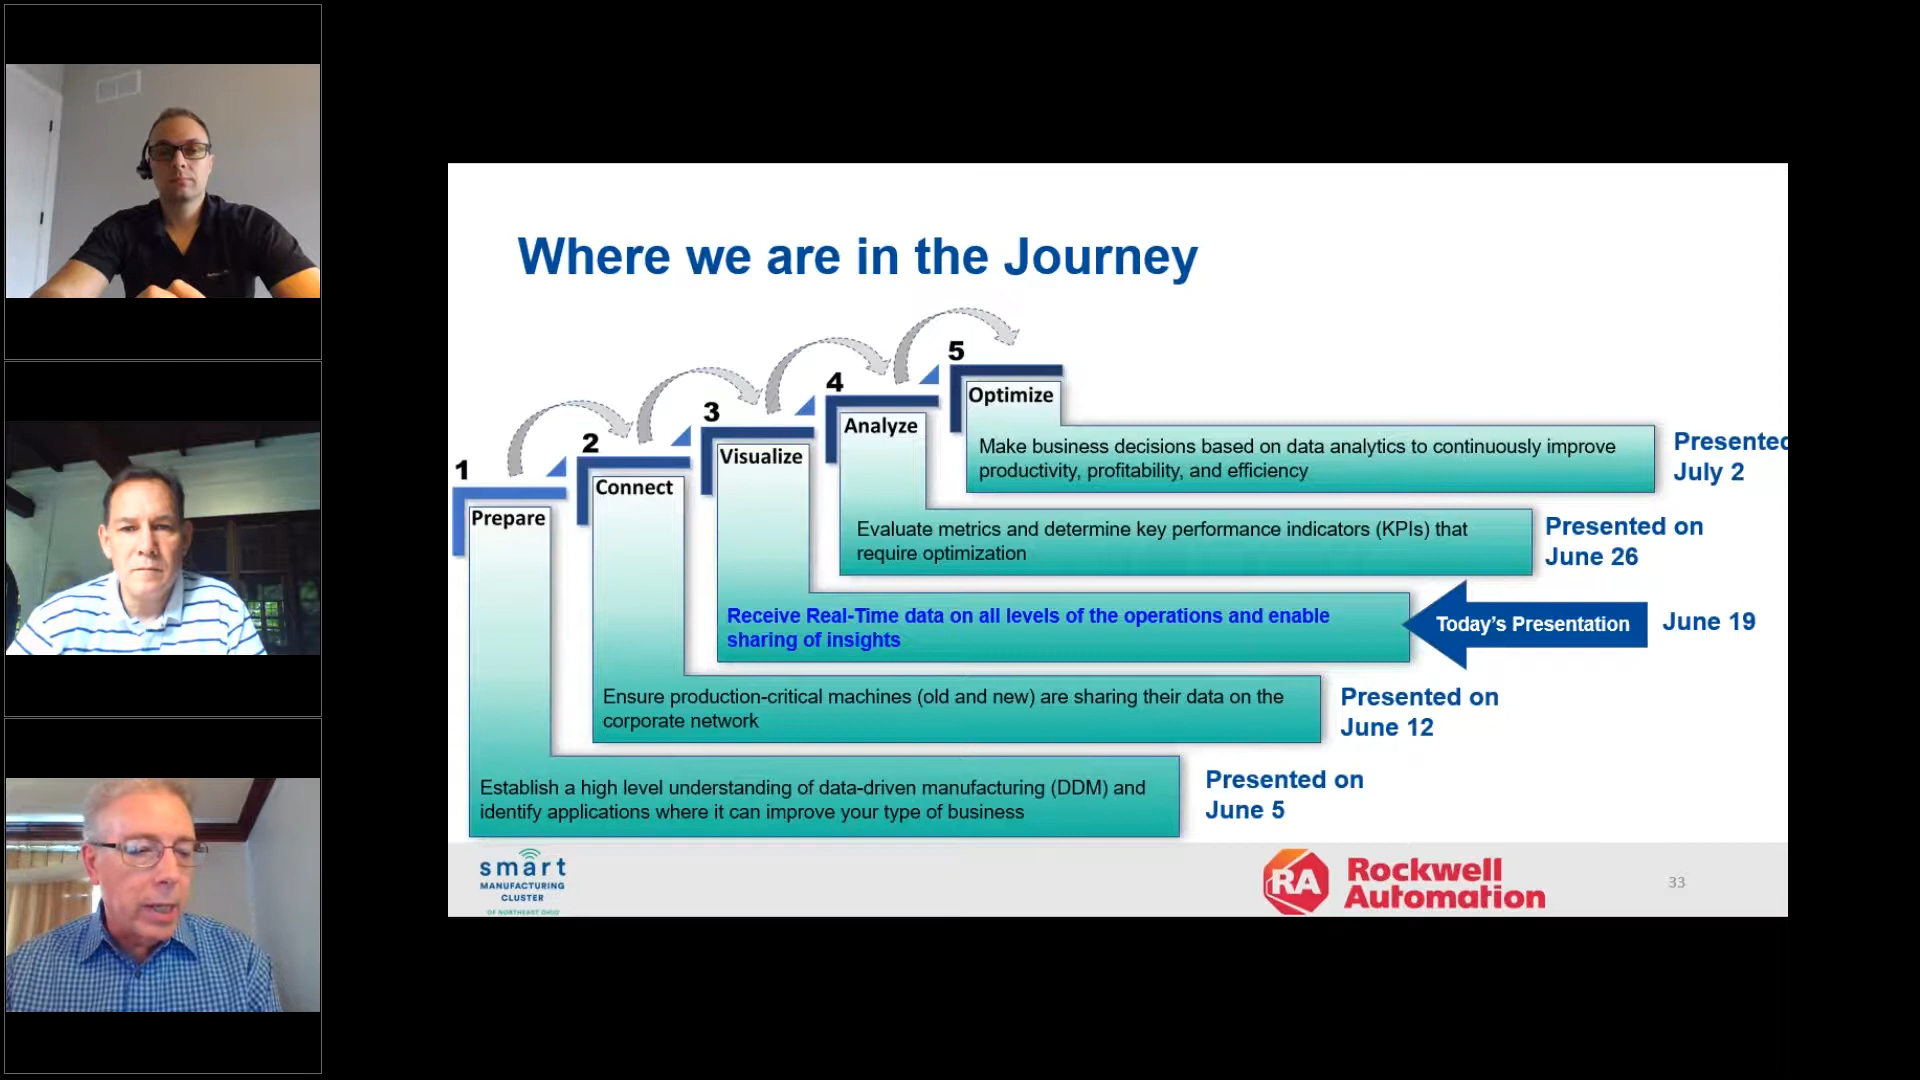 Where we are in the Journey
5
Optimize
Make business decisions based on data analytics to continuously improve
productivity, profitability, and efficiency
Presented
July 2
4
Analyze
Evaluate metrics and determine key performance indicators (KPIs) that
require optimization
Presented on
June 26
3
Visualize
Receive Real-Time data on all levels of the operations and enable
sharing of insights
Today's Presentation
June 19
2
Connect
Ensure production-critical machines (old and new) are sharing their data on the
corporate network
Presented on
June 12
1
Prepare
Establish a high level understanding of data-driven manufacturing (DDM) and
identify applications where it can improve your type of business
Presented on
June 5
smart
MANUFACTURING
CLUSTER
OF NORTHEAST OHIO
RA
Rockwell
Automation
33